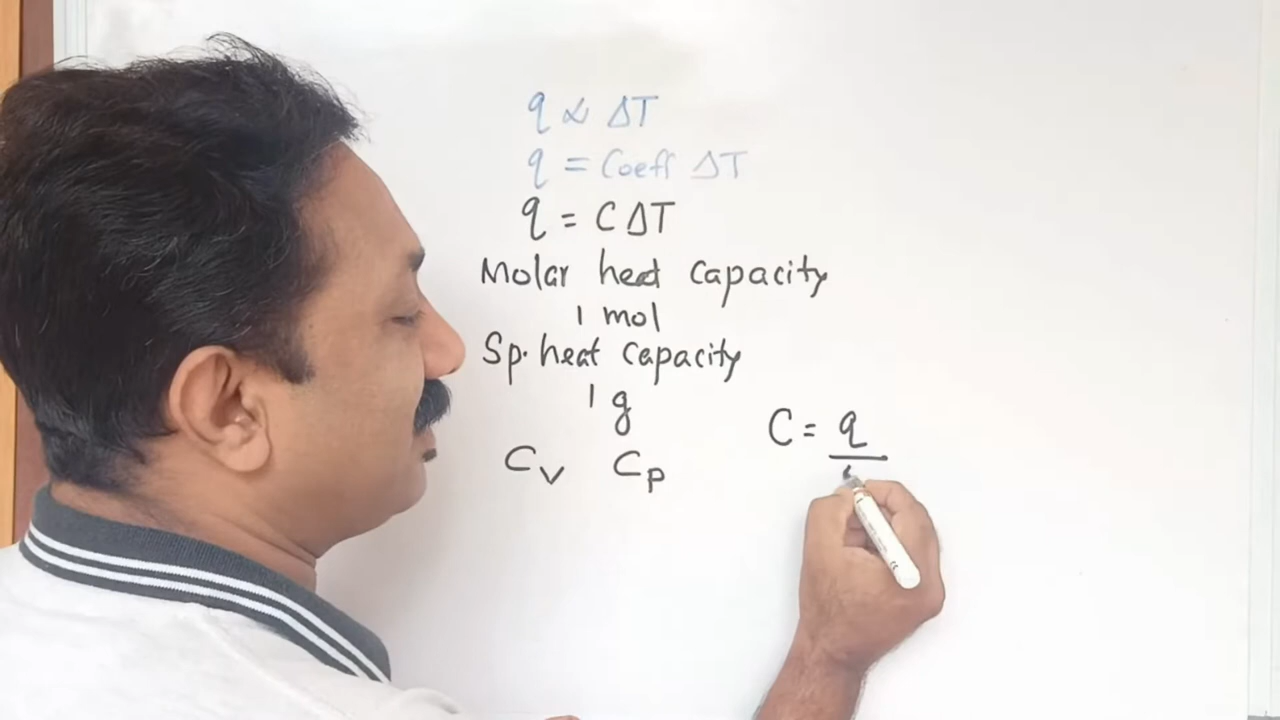 q ∝ ΔT
q = Coeff ΔT
q = C ΔT
Molar heat capacity
1 mol
Sp. heat capacity
1 g
C = q
Cv Cp